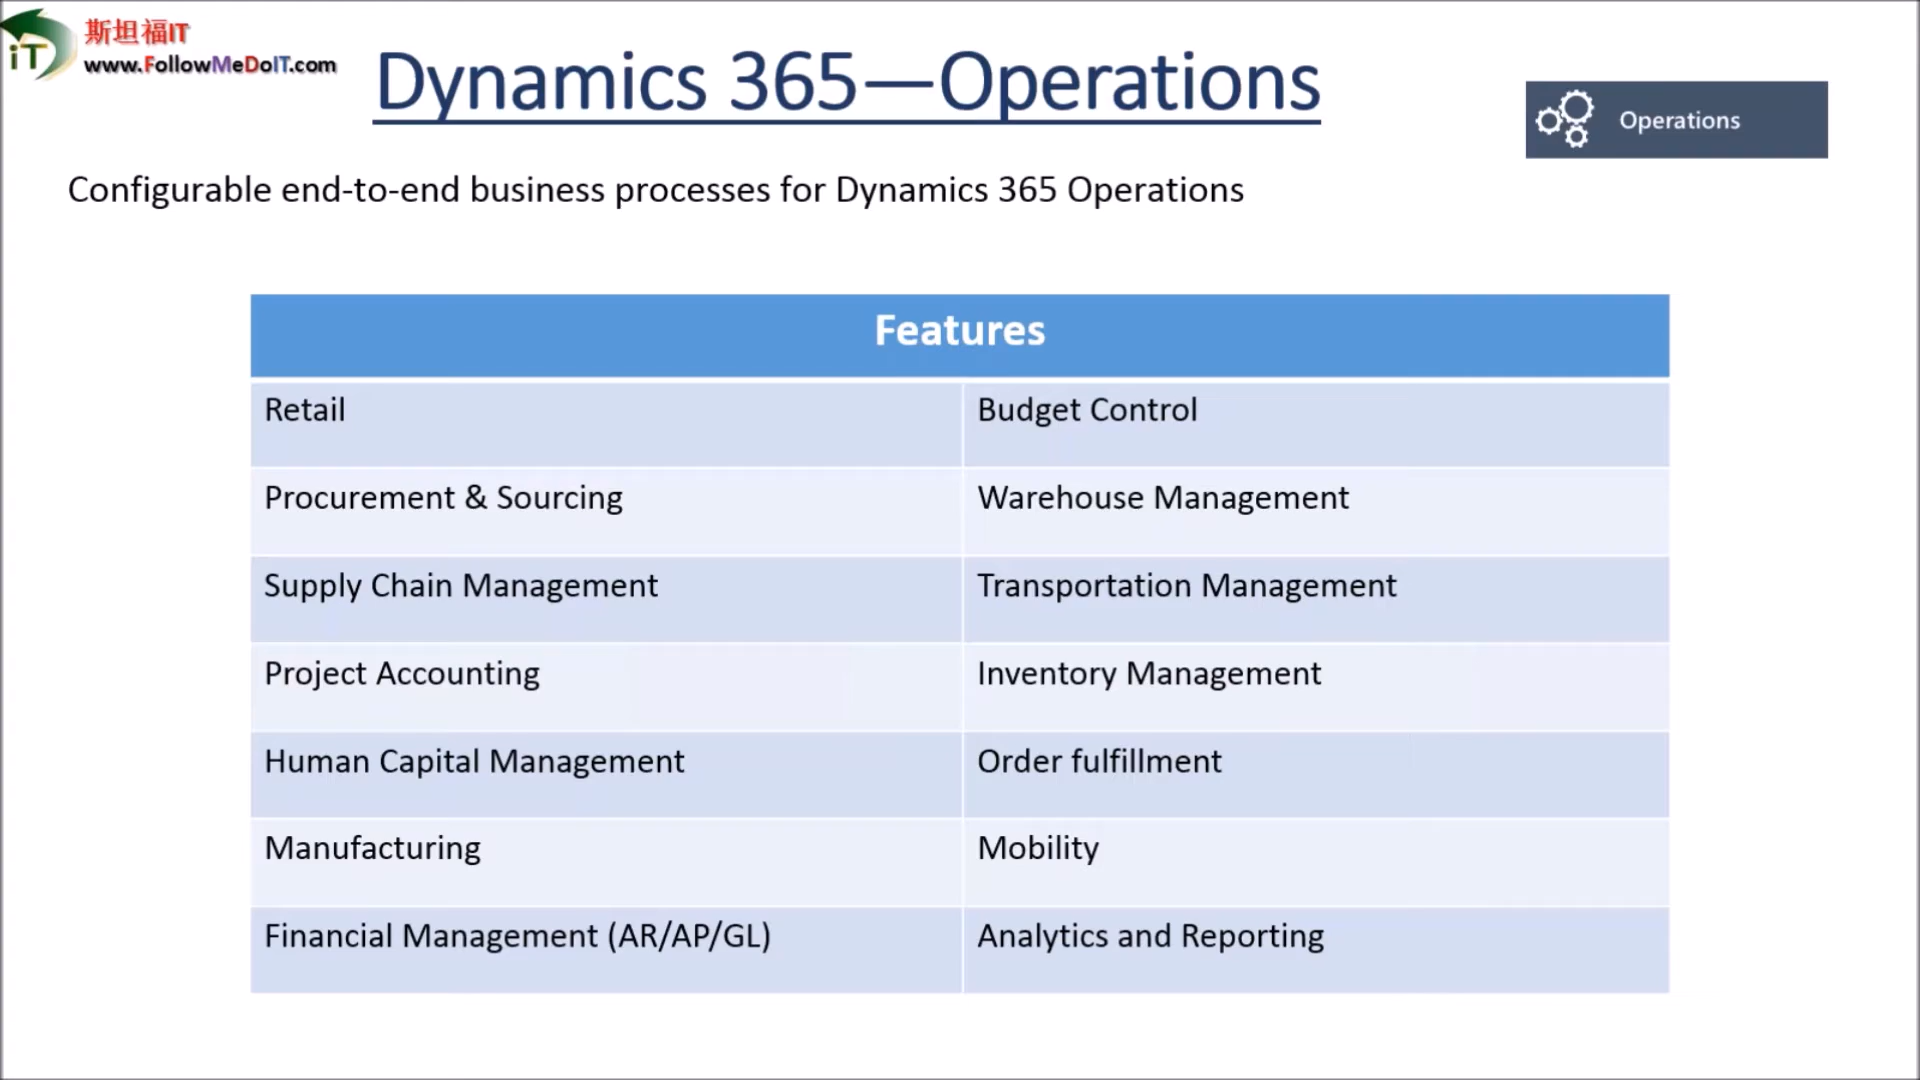 iT
斯坦福IT
www.FollowMeDoIT.com
Dynamics 365—Operations
Operations
Configurable end-to-end business processes for Dynamics 365 Operations
Features
Retail
Budget Control
Procurement & Sourcing
Warehouse Management
Supply Chain Management
Transportation Management
Project Accounting
Inventory Management
Human Capital Management
Order fulfillment
Manufacturing
Mobility
Financial Management (AR/AP/GL)
Analytics and Reporting